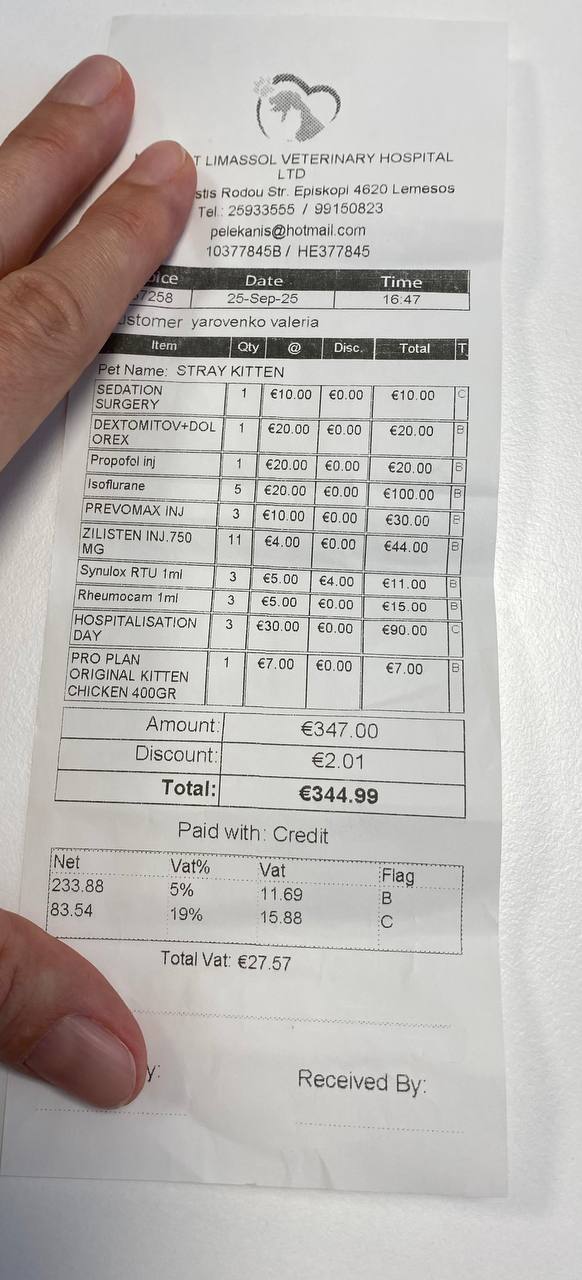 T LIMASSOL VETERINARY HOSPITAL
LTD
Rodou Str. Episkopi 4620 Lemesos
Tel.: 25933555 / 99150823
pelekanis@hotmail.com
10377845B / HE377845
Date Time
7258 25-Sep-25 16:47
ustomer yarovenko valeria
Item Qty @ Disc. Total T
Pet Name: STRAY KITTEN
SEDATION 1 €10.00 €0.00 €10.00 C
SURGERY
DEXTOMITOV+DOL 1 €20.00 €0.00 €20.00 B
OREX
Propofol inj 1 €20.00 €0.00 €20.00 B
Isoflurane 5 €20.00 €0.00 €100.00 B
PREVOMAX INJ 3 €10.00 €0.00 €30.00 B
ZILISTEN INJ.750 11 €4.00 €0.00 €44.00 B
MG
Synulox RTU 1ml 3 €5.00 €4.00 €11.00 B
Rheumocam 1ml 3 €5.00 €0.00 €15.00 B
HOSPITALISATION 3 €30.00 €0.00 €90.00 C
DAY
PRO PLAN 1 €7.00 €0.00 €7.00 B
ORIGINAL KITTEN
CHICKEN 400GR
Amount: €347.00
Discount: €2.01
Total: €344.99
Paid with: Credit
Net Vat% Vat Flag
233.88 5% 11.69 B
83.54 19% 15.88 C
Total Vat: €27.57
y: Received By: